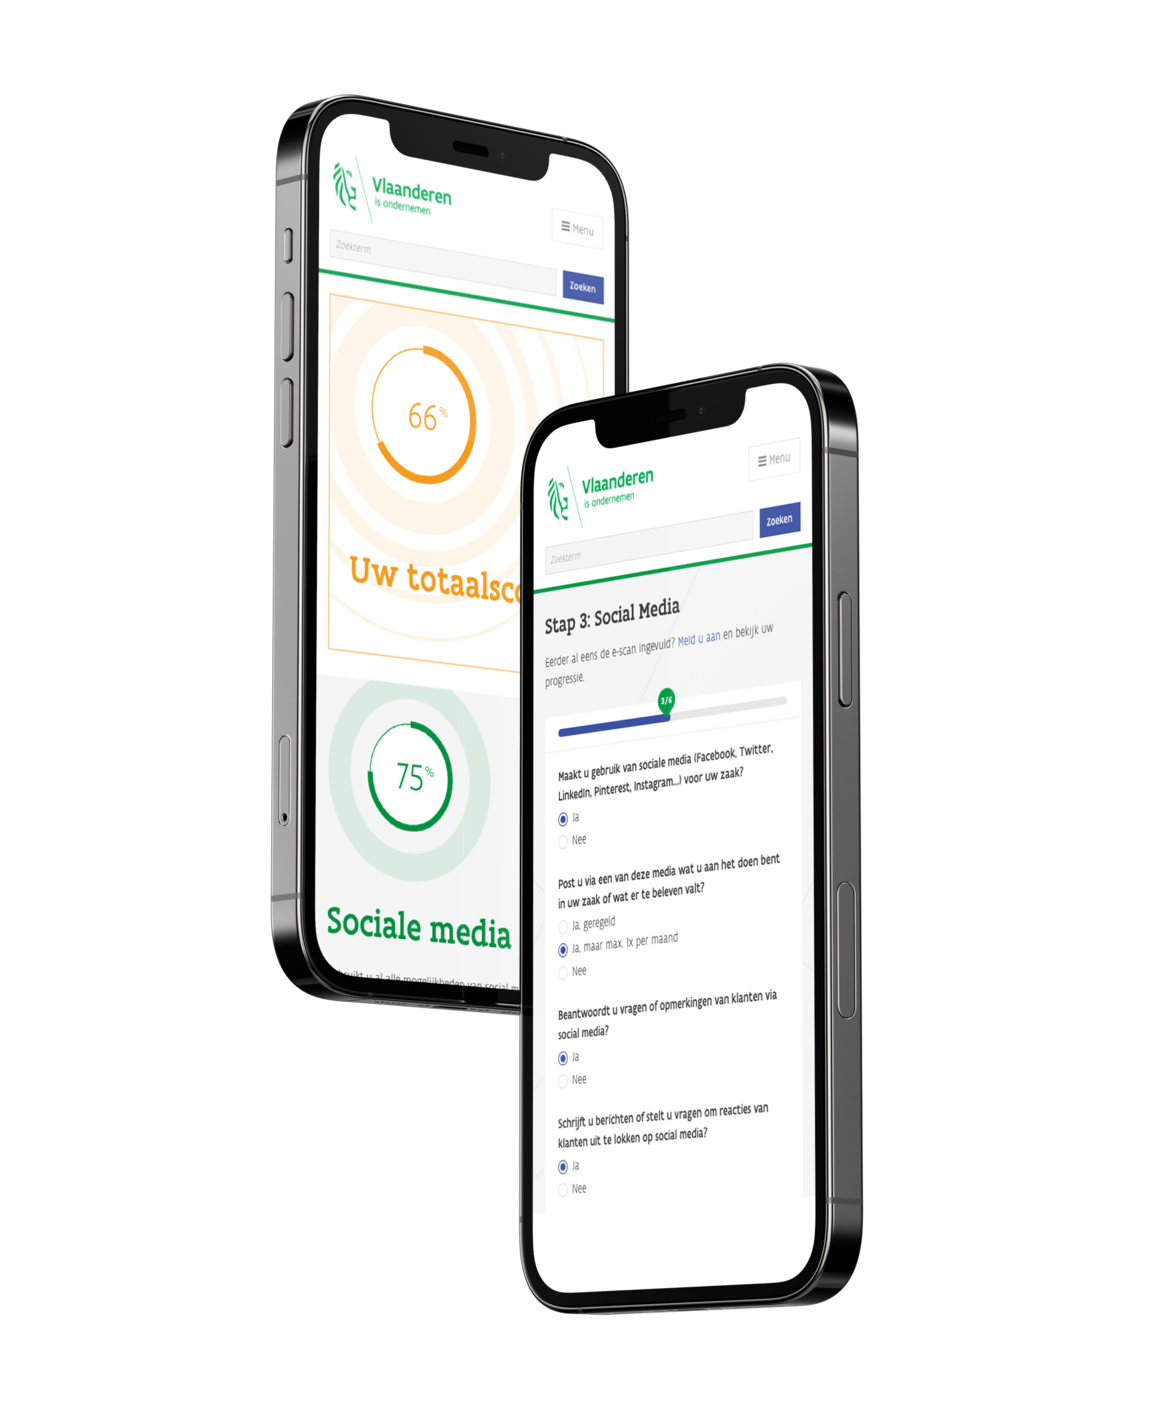 Vlaanderen
is ondernemen
Menu
Zoekterm
Zoeken
66%
Uw
75%
Sociale media
u al alle mogelijkheden van social
Vlaanderen
is ondernemen
Menu
Zoekterm
Zoeken
Stap 3: Social Media
Eerder al eens de e-scan ingevuld? Meld u aan en bekijk uw
progressie.
3/6
Maakt u gebruik van sociale media (Facebook, Twitter,
LinkedIn, Pinterest, Instagram...) voor uw zaak?
Ja
Nee
Post u via een van deze media wat u aan het doen bent
in uw zaak of wat er te beleven valt?
Ja, geregeld
Ja, maar max. 1x per maand
Nee
Beantwoordt u vragen of opmerkingen van klanten via
social media?
Ja
Nee
Schrijft u berichten of stelt u vragen om reacties van
klanten uit te lokken op social media?
Ja
Nee